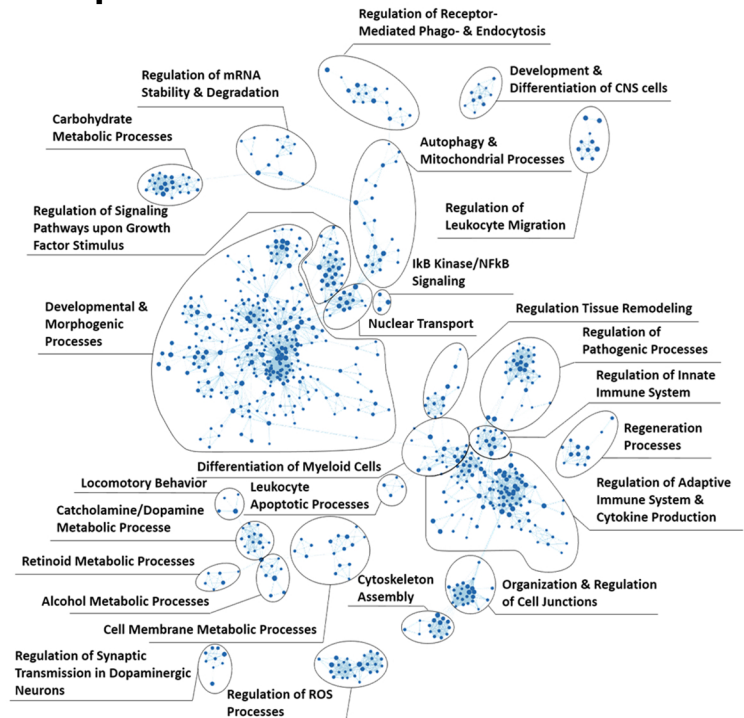 Regulation of Receptor-
Mediated Phago- & Endocytosis
Regulation of mRNA
Stability & Degradation
Development &
Differentiation of CNS cells
Carbohydrate
Metabolic Processes
Autophagy &
Mitochondrial Processes
Regulation of Signaling
Pathways upon Growth
Factor Stimulus
Regulation of
Leukocyte Migration
IkB Kinase/NFkB
Signaling
Developmental &
Morphogenic
Processes
Nuclear Transport
Regulation Tissue Remodeling
Regulation of
Pathogenic Processes
Regulation of Innate
Immune System
Regeneration
Processes
Differentiation of Myeloid Cells
Locomotory Behavior
Leukocyte
Apoptotic Processes
Regulation of Adaptive
Immune System &
Cytokine Production
Catcholamine/Dopamine
Metabolic Processe
Retinoid Metabolic Processes
Alcohol Metabolic Processes
Cytoskeleton
Assembly
Organization & Regulation
of Cell Junctions
Cell Membrane Metabolic Processes
Regulation of Synaptic
Transmission in Dopaminergic
Neurons
Regulation of ROS
Processes